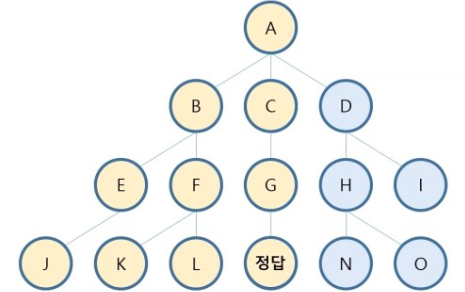 A
B C D
E F G H I
J K L 정답 N O